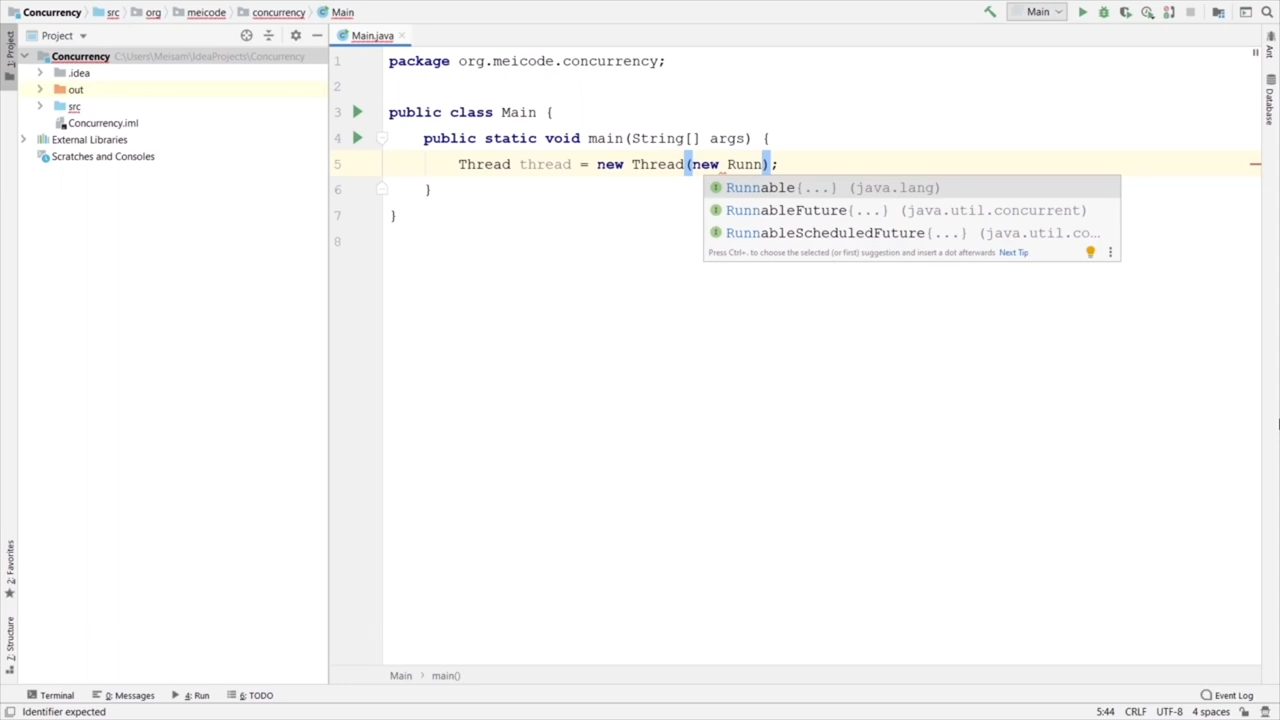 Concurrency src org meicode concurrency Main
Main
Project
Main.java
1: Project
Concurrency C:\Users\Meisam\IdeaProjects\Concurrency
.idea
out
src
Concurrency.iml
External Libraries
Scratches and Consoles
1 package org.meicode.concurrency;
2
3 public class Main {
4 public static void main(String[] args) {
5 Thread thread = new Thread(new Runn);
6 }
7 }
8
Runnable{...} (java.lang)
RunnableFuture{...} (java.util.concurrent)
RunnableScheduledFuture{...} (java.util.co...
Press Ctrl+. to choose the selected (or first) suggestion and insert a dot afterwards Next Tip
Ant
Database
2: Favorites
7: Structure
Main main()
Terminal 0: Messages 4: Run 6: TODO Event Log
Identifier expected 5:44 CRLF UTF-8 4 spaces